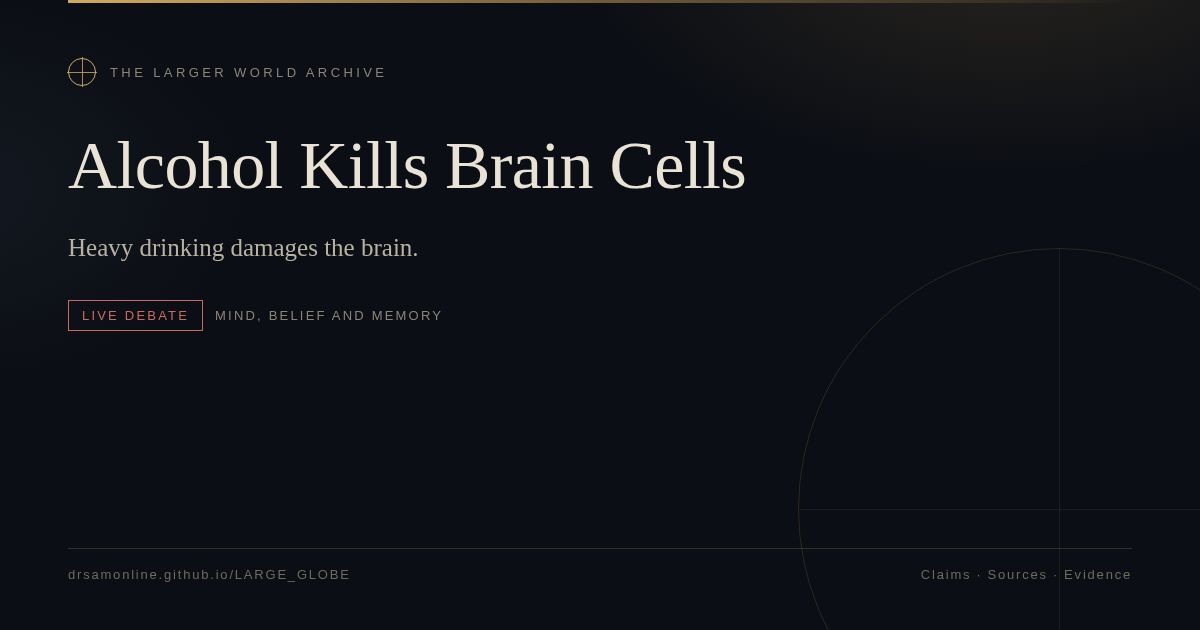 THE LARGER WORLD ARCHIVE
Alcohol Kills Brain Cells
Heavy drinking damages the brain.
LIVE DEBATE MIND, BELIEF AND MEMORY
drsamonline.github.io/LARGE_GLOBE Claims · Sources · Evidence